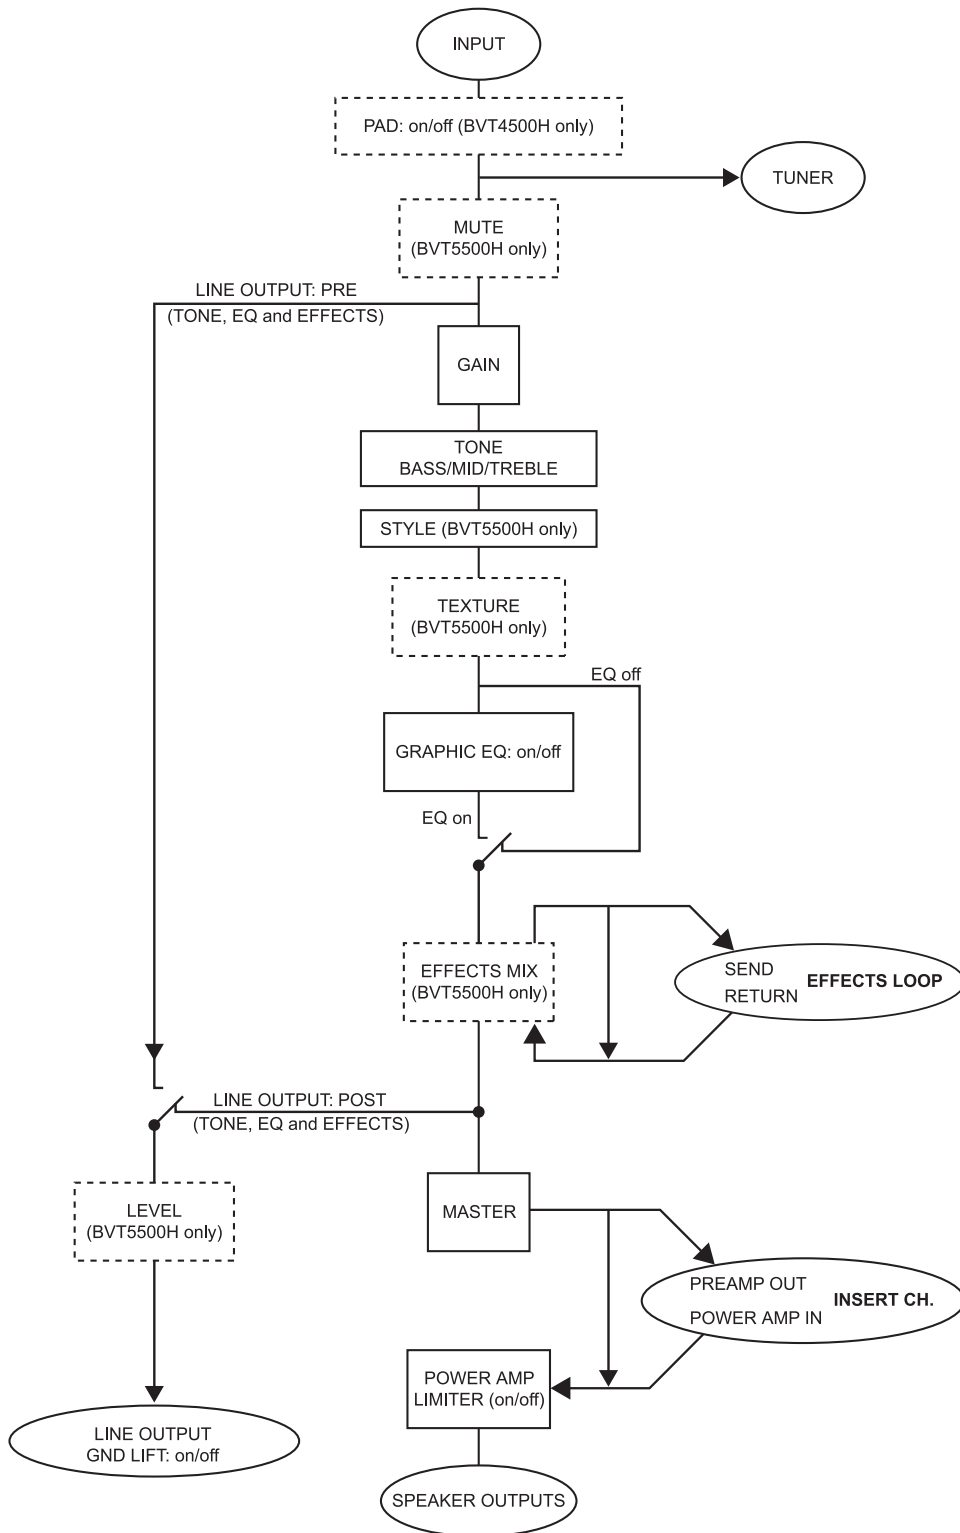 INPUT
PAD: on/off (BVT4500H only)
TUNER
MUTE
(BVT5500H only)
LINE OUTPUT: PRE
(TONE, EQ and EFFECTS)
GAIN
TONE
BASS/MID/TREBLE
STYLE (BVT5500H only)
TEXTURE
(BVT5500H only)
EQ off
GRAPHIC EQ: on/off
EQ on
EFFECTS MIX
(BVT5500H only)
SEND
RETURN
EFFECTS LOOP
LINE OUTPUT: POST
(TONE, EQ and EFFECTS)
LEVEL
(BVT5500H only)
MASTER
PREAMP OUT
POWER AMP IN
INSERT CH.
POWER AMP
LIMITER (on/off)
LINE OUTPUT
GND LIFT: on/off
SPEAKER OUTPUTS